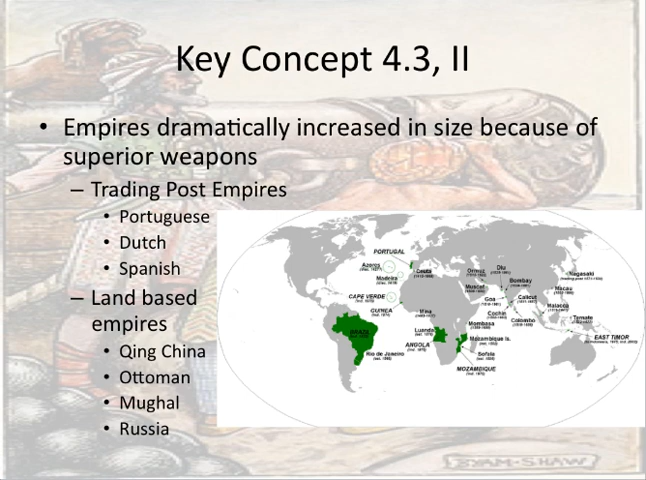 Key Concept 4.3, II
• Empires dramatically increased in size because of
superior weapons
– Trading Post Empires
• Portuguese
• Dutch
• Spanish
– Land based
empires
• Qing China
• Ottoman
• Mughal
• Russia
PORTUGAL
Azores
Madeira
Ceuta
CAPE VERDE
GUINEA
Elmina
Luanda
ANGOLA
BRAZIL
Rio de Janeiro
Ormuz
Muscat
Diu
Bombay
Goa
Calicut
Cochin
Colombo
Mombasa
Mozambique Is.
Sofala
MOZAMBIQUE
Nagasaki
Macau
Malacca
Ternate
EAST TIMOR
BYAM·SHAW